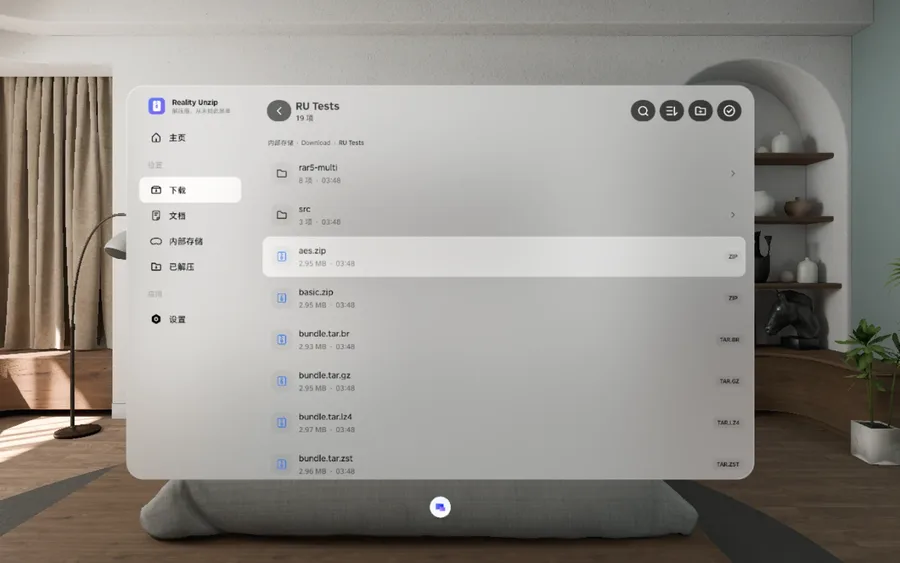 Reality Unzip
主页
位置
下载
文档
内部存储
已解压
设置
RU Tests
19 项
内部存储 › Download › RU Tests
rar5-multi
8 项 · 03:48
src
3 项 · 03:48
aes.zip
2.95 MB · 03:48
ZIP
basic.zip
2.95 MB · 03:48
ZIP
bundle.tar.br
2.93 MB · 03:48
TAR.BR
bundle.tar.gz
2.95 MB · 03:48
TAR.GZ
bundle.tar.lz4
2.97 MB · 03:48
TAR.LZ4
bundle.tar.zst
2.96 MB · 03:48
TAR.ZST